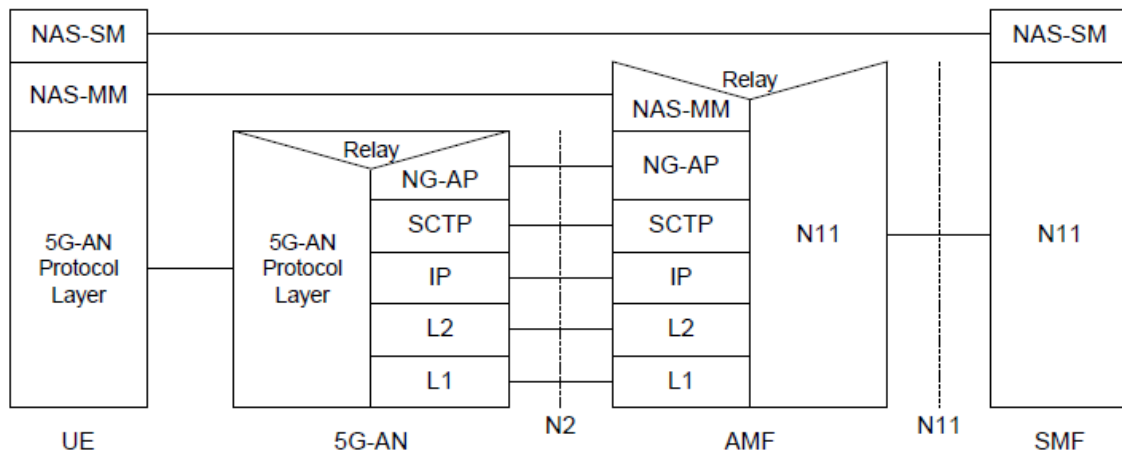 NAS-SM
NAS-MM
5G-AN
Protocol
Layer
UE
Relay
5G-AN
Protocol
Layer
NG-AP
SCTP
IP
L2
L1
5G-AN
N2
Relay
NAS-MM
NG-AP
SCTP
IP
L2
L1
N11
AMF
N11
NAS-SM
N11
SMF